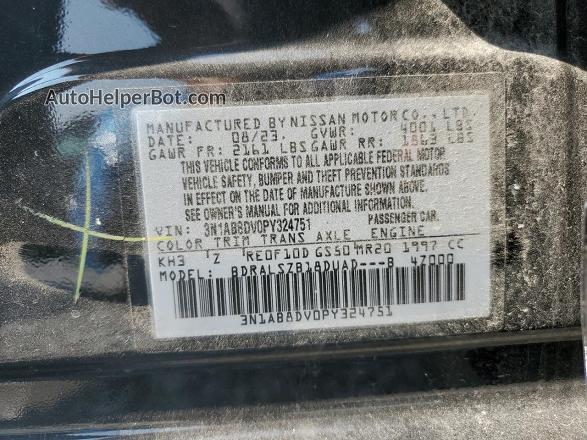 AutoHelperBot.com
MANUFACTURED BY NISSAN MOTOR CO., LTD.
DATE: 08/23. GVWR: 4001 LBS
GAWR FR: 2161 LBS GAWR RR: 1863 LBS
THIS VEHICLE CONFORMS TO ALL APPLICABLE FEDERAL MOTOR
VEHICLE SAFETY, BUMPER AND THEFT PREVENTION STANDARDS
IN EFFECT ON THE DATE OF MANUFACTURE SHOWN ABOVE.
SEE OWNER'S MANUAL FOR ADDITIONAL INFORMATION.
VIN: 3N1AB8DV0PY324751 PASSENGER CAR.
COLOR TRIM TRANS AXLE ENGINE
KH3 Z RE0F10D GS50 MR20 1997 CC
MODEL: BDRALSZB18DUAD---B 4Z000
3N1AB8DV0PY324751